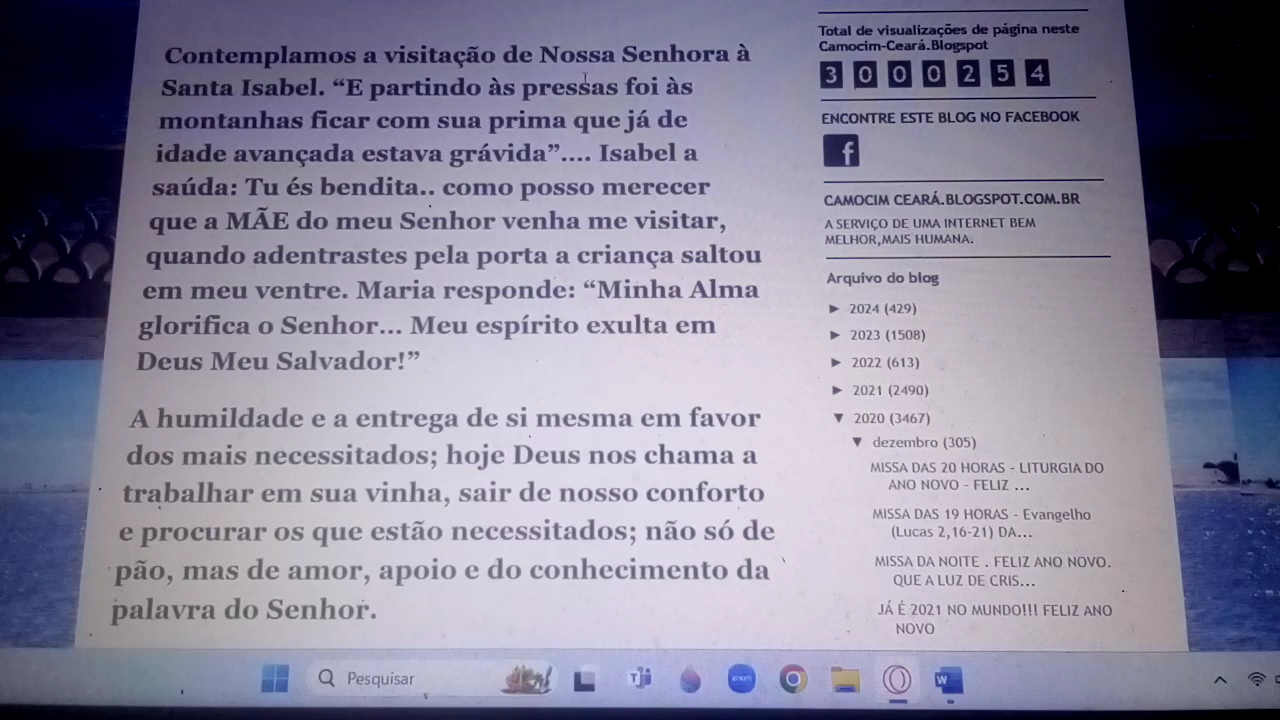 Contemplamos a visitação de Nossa Senhora à
Santa Isabel. “E partindo às pressas foi às
montanhas ficar com sua prima que já de
idade avançada estava grávida”.... Isabel a
saúda: Tu és bendita.. como posso merecer
que a MÃE do meu Senhor venha me visitar,
quando adentrastes pela porta a criança saltou
em meu ventre. Maria responde: “Minha Alma
glorifica o Senhor... Meu espírito exulta em
Deus Meu Salvador!”
A humildade e a entrega de si mesma em favor
dos mais necessitados; hoje Deus nos chama a
trabalhar em sua vinha, sair de nosso conforto
e procurar os que estão necessitados; não só de
pão, mas de amor, apoio e do conhecimento da
palavra do Senhor.
Total de visualizações de página neste
Camocim-Ceará.Blogspot
3000254
ENCONTRE ESTE BLOG NO FACEBOOK
f
CAMOCIM CEARÁ.BLOGSPOT.COM.BR
A SERVIÇO DE UMA INTERNET BEM
MELHOR,MAIS HUMANA.
Arquivo do blog
► 2024 (429)
► 2023 (1508)
► 2022 (613)
► 2021 (2490)
▼ 2020 (3467)
▼ dezembro (305)
MISSA DAS 20 HORAS - LITURGIA DO
ANO NOVO - FELIZ ...
MISSA DAS 19 HORAS - Evangelho
(Lucas 2,16-21) DA...
MISSA DA NOITE . FELIZ ANO NOVO.
QUE A LUZ DE CRIS...
JÁ É 2021 NO MUNDO!!! FELIZ ANO
NOVO
Pesquisar
zoom
W